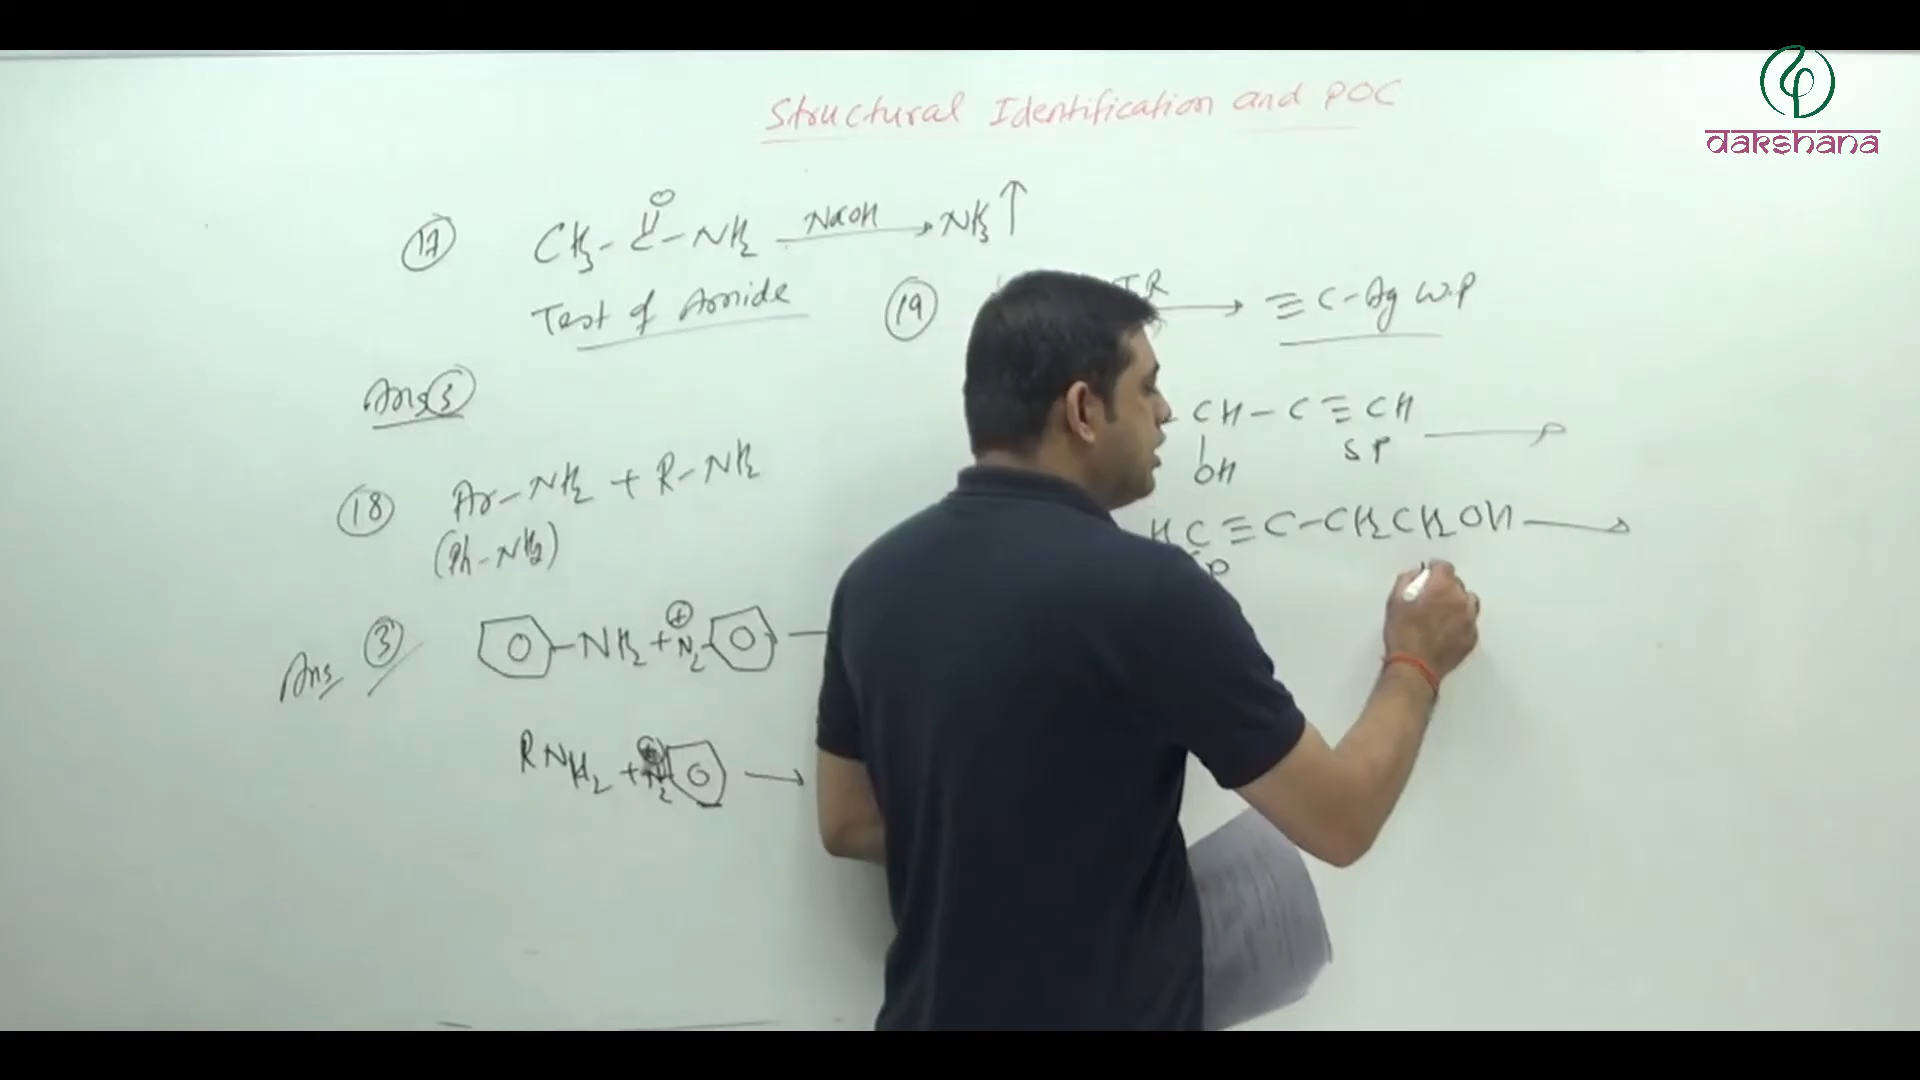 Structural Identification and POC
dakshana
17 CH3-C-NH2 NaOH → NH3 ↑
O
Test of Amide
19 TR → ≡ C-Ag W.P
Ans 3
CH-C≡CH →
OH SP
18 Ar-NH2 + R-NH2
(Ph-NH2)
HC≡C-CH2CH2OH →
P
Ans 3 -NH2 + N2
RNH2 + N2 →